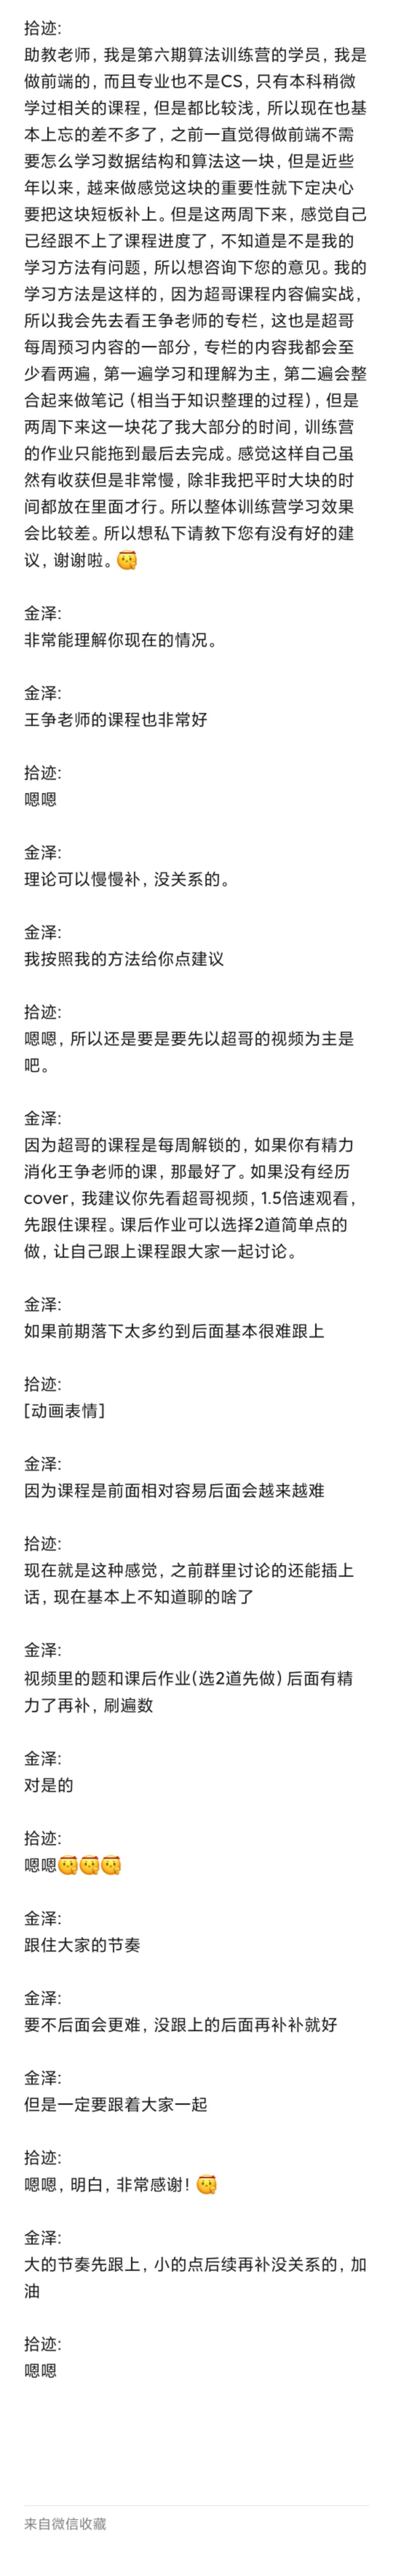 拾迹:
助教老师, 我是第六期算法训练营的学员, 我是
做前端的, 而且专业也不是CS, 只有本科稍微
学过相关的课程, 但是都比较浅, 所以现在也基
本上忘的差不多了, 之前一直觉得做前端不需
要怎么学习数据结构和算法这一块, 但是近些
年以来, 越来做感觉这块的重要性就下定决心
要把这块短板补上。但是这两周下来, 感觉自己
已经跟不上了课程进度了, 不知道是不是我的
学习方法有问题, 所以想咨询下您的意见。我的
学习方法是这样的, 因为超哥课程内容偏实战,
所以我会先去看王争老师的专栏, 这也是超哥
每周预习内容的一部分, 专栏的内容我都会至
少看两遍, 第一遍学习和理解为主, 第二遍会整
合起来做笔记 (相当于知识整理的过程), 但是
两周下来这一块花了我大部分的时间, 训练营
的作业只能拖到最后去完成。感觉这样自己虽
然有收获但是非常慢, 除非我把平时大块的时
间都放在里面才行。所以整体训练营学习效果
会比较差。所以想私下请教下您有没有好的建
议, 谢谢啦。
金泽:
非常能理解你现在的情况。
金泽:
王争老师的课程也非常好
拾迹:
嗯嗯
金泽:
理论可以慢慢补, 没关系的。
金泽:
我按照我的方法给你点建议
拾迹:
嗯嗯, 所以还是要是要先以超哥的视频为主是
吧。
金泽:
因为超哥的课程是每周解锁的, 如果你有精力
消化王争老师的课, 那最好了。如果没有经历
cover, 我建议你先看超哥视频, 1.5倍速观看,
先跟住课程。课后作业可以选择2道简单点的
做, 让自己跟上课程跟大家一起讨论。
金泽:
如果前期落下太多约到后面基本很难跟上
拾迹:
[动画表情]
金泽:
因为课程是前面相对容易后面会越来越难
拾迹:
现在就是这种感觉, 之前群里讨论的还能插上
话, 现在基本上不知道聊的啥了
金泽:
视频里的题和课后作业(选2道先做) 后面有精
力了再补, 刷遍数
金泽:
对是的
拾迹:
嗯嗯
金泽:
跟住大家的节奏
金泽:
要不后面会更难, 没跟上的后面再补补就好
金泽:
但是一定要跟着大家一起
拾迹:
嗯嗯, 明白, 非常感谢!
金泽:
大的节奏先跟上, 小的点后续再补没关系的, 加
油
拾迹:
嗯嗯
来自微信收藏